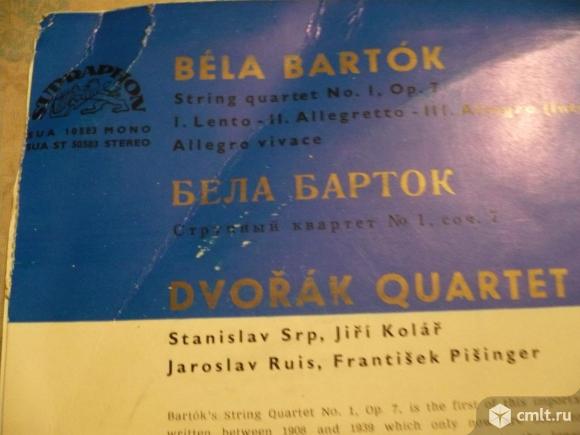 SUPRAPHON
SUA 10583 MONO
SUA ST 50583 STEREO
BÉLA BARTÓK
String quartet No. 1, Op. 7
I. Lento - II. Allegretto - III. Allegro
Allegro vivace
БЕЛА БАРТОК
Струнный квартет № 1, соч. 7
DVOŘÁK QUARTET
Stanislav Srp, Jiří Kolář
Jaroslav Ruis, František Pišinger
Bartók's String Quartet No. 1, Op. 7, is the first of this
written between 1908 and 1939 which only
cmlt.ru